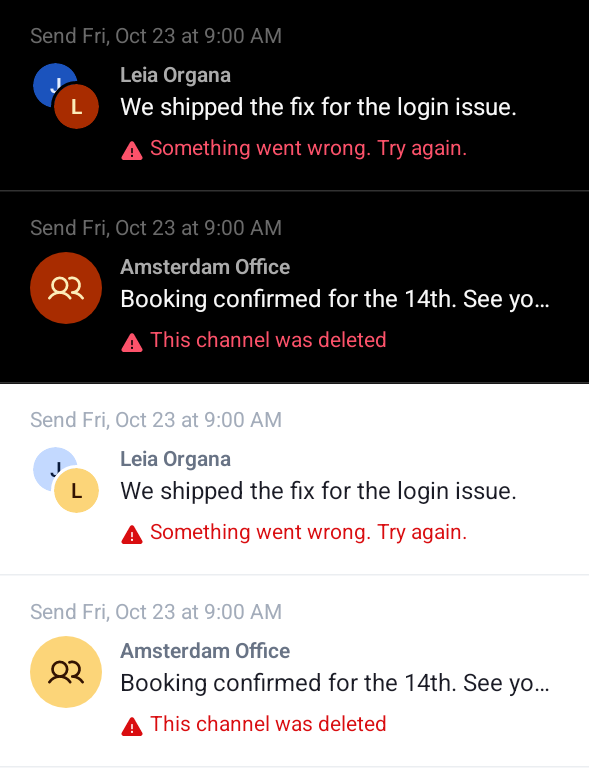 Send Fri, Oct 23 at 9:00 AM
J
L
Leia Organa
We shipped the fix for the login issue.
Something went wrong. Try again.
Send Fri, Oct 23 at 9:00 AM
Amsterdam Office
Booking confirmed for the 14th. See yo…
This channel was deleted
Send Fri, Oct 23 at 9:00 AM
J
L
Leia Organa
We shipped the fix for the login issue.
Something went wrong. Try again.
Send Fri, Oct 23 at 9:00 AM
Amsterdam Office
Booking confirmed for the 14th. See yo…
This channel was deleted